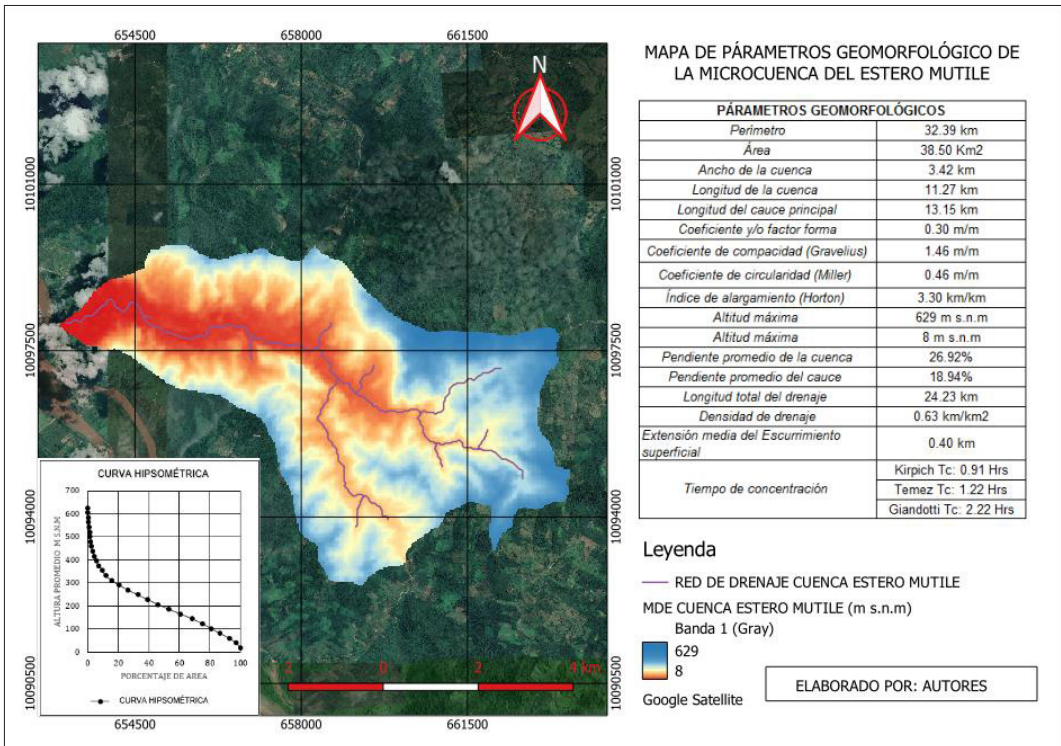 654500 658000 661500
10101000 10101000
10097500 10097500
10094000 10094000
10090500 10090500
654500 658000 661500
N
2 0 2 4 km
CURVA HIPSOMÉTRICA
ALTURA PROMEDIO M S.N.M
700
600
500
400
300
200
100
0
0 20 40 60 80 100
PORCENTAJE DE AREA
CURVA HIPSOMÉTRICA
MAPA DE PÁRAMETROS GEOMORFOLÓGICO DE
LA MICROCUENCA DEL ESTERO MUTILE
PÁRAMETROS GEOMORFOLÓGICOS
Perímetro 32.39 km
Área 38.50 Km2
Ancho de la cuenca 3.42 km
Longitud de la cuenca 11.27 km
Longitud del cauce principal 13.15 km
Coeficiente y/o factor forma 0.30 m/m
Coeficiente de compacidad (Gravelius) 1.46 m/m
Coeficiente de circularidad (Miller) 0.46 m/m
Índice de alargamiento (Horton) 3.30 km/km
Altitud máxima 629 m s.n.m
Altitud máxima 8 m s.n.m
Pendiente promedio de la cuenca 26.92%
Pendiente promedio del cauce 18.94%
Longitud total del drenaje 24.23 km
Densidad de drenaje 0.63 km/km2
Extensión media del Escurrimiento
superficial 0.40 km
Tiempo de concentración
Kirpich Tc: 0.91 Hrs
Temez Tc: 1.22 Hrs
Giandotti Tc: 2.22 Hrs
Leyenda
RED DE DRENAJE CUENCA ESTERO MUTILE
MDE CUENCA ESTERO MUTILE (m s.n.m)
Banda 1 (Gray)
629
8
Google Satellite
ELABORADO POR: AUTORES